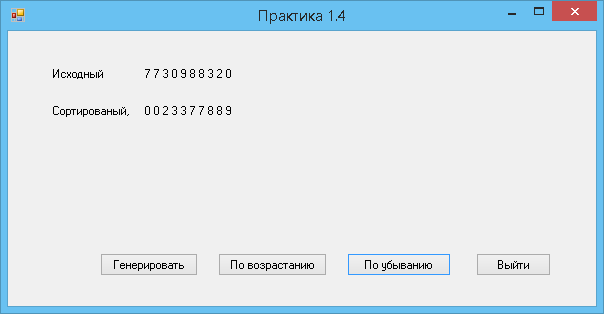 Практика 1.4
Исходный 7 7 3 0 9 8 8 3 2 0
Сортированый, 0 0 2 3 3 7 7 8 8 9
Генерировать По возрастанию По убыванию Выйти